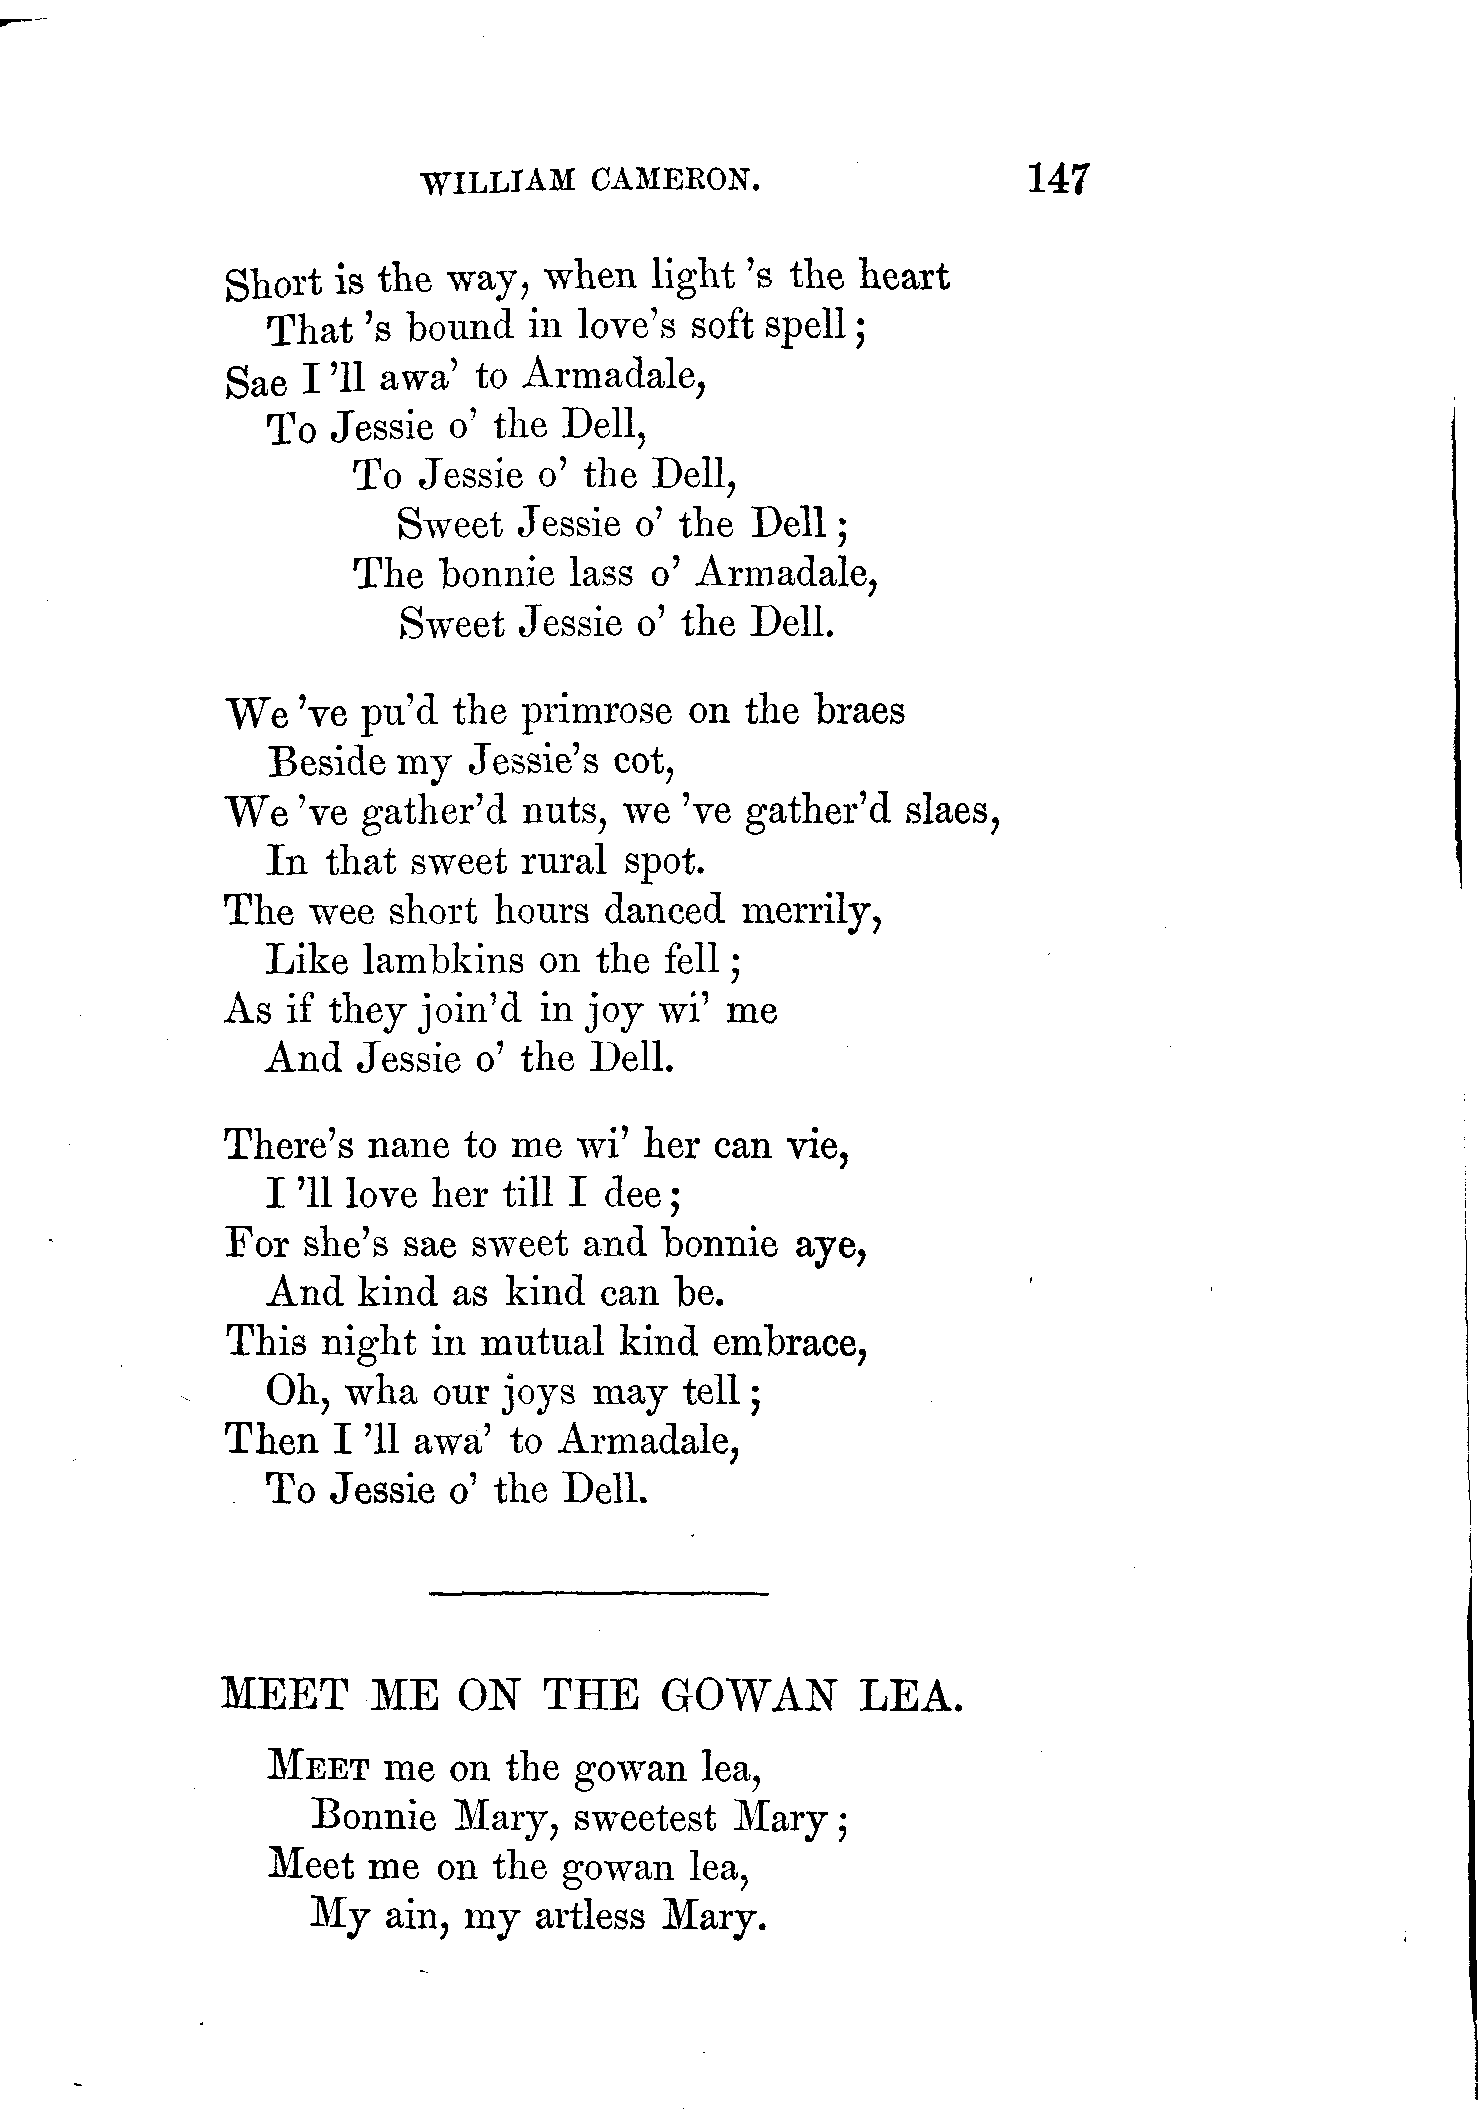 WILLIAM CAMERON. 147
Short is the way, when light 's the heart
That 's bound in love's soft spell;
Sae I 'll awa' to Armadale,
To Jessie o' the Dell,
To Jessie o' the Dell,
Sweet Jessie o' the Dell;
The bonnie lass o' Armadale,
Sweet Jessie o' the Dell.
We 've pu'd the primrose on the braes
Beside my Jessie's cot,
We 've gather'd nuts, we 've gather'd slaes,
In that sweet rural spot.
The wee short hours danced merrily,
Like lambkins on the fell;
As if they join'd in joy wi' me
And Jessie o' the Dell.
There's nane to me wi' her can vie,
I 'll love her till I dee;
For she's sae sweet and bonnie aye,
And kind as kind can be.
This night in mutual kind embrace,
Oh, wha our joys may tell;
Then I 'll awa' to Armadale,
To Jessie o' the Dell.
MEET ME ON THE GOWAN LEA.
MEET me on the gowan lea,
Bonnie Mary, sweetest Mary;
Meet me on the gowan lea,
My ain, my artless Mary.